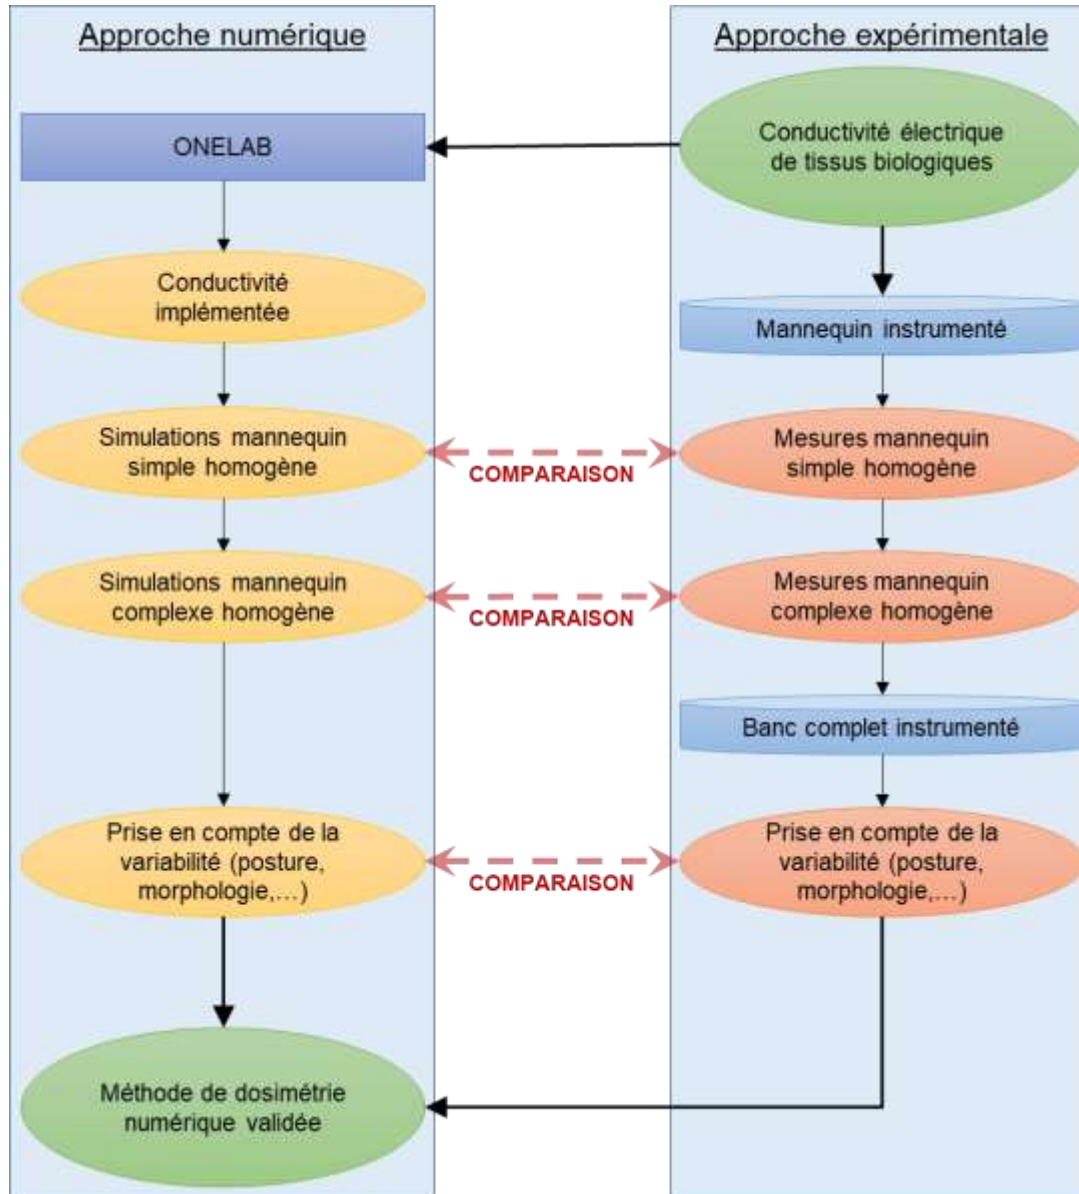 Approche numérique
ONELAB
Conductivité
implémentée
Simulations mannequin
simple homogène
Simulations mannequin
complexe homogène
Prise en compte de la
variabilité (posture,
morphologie,...)
Méthode de dosimétrie
numérique validée
COMPARAISON
COMPARAISON
COMPARAISON
Approche expérimentale
Conductivité électrique
de tissus biologiques
Mannequin instrumenté
Mesures mannequin
simple homogène
Mesures mannequin
complexe homogène
Banc complet instrumenté
Prise en compte de la
variabilité (posture,
morphologie,...)